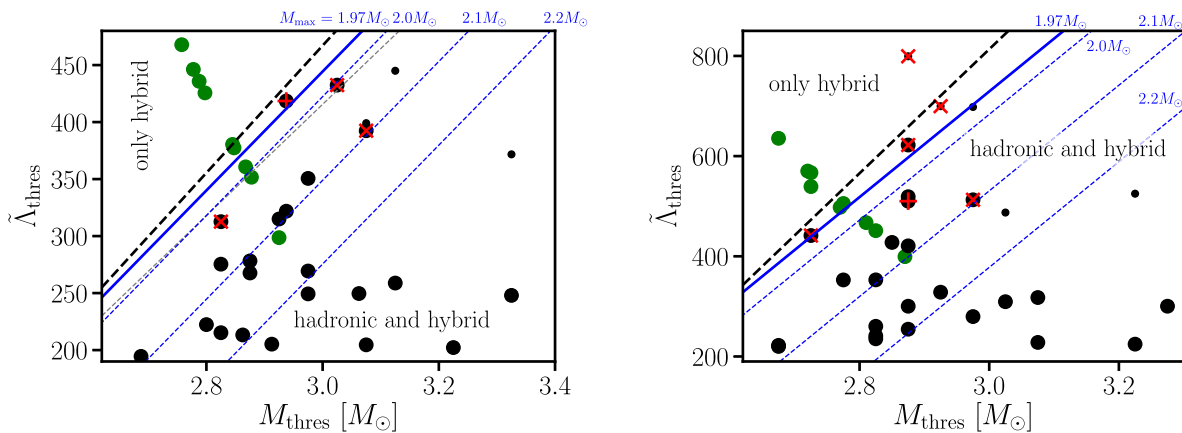 M_max = 1.97M_⊙ 2.0M_⊙ 2.1M_⊙ 2.2M_⊙
450
400
350
300
250
200
Λ̃_thres
only hybrid
hadronic and hybrid
2.8 3.0 3.2 3.4
M_thres [M_⊙]
1.97M_⊙ 2.1M_⊙
2.0M_⊙
2.2M_⊙
800
600
400
200
Λ̃_thres
only hybrid
hadronic and hybrid
2.8 3.0 3.2
M_thres [M_⊙]